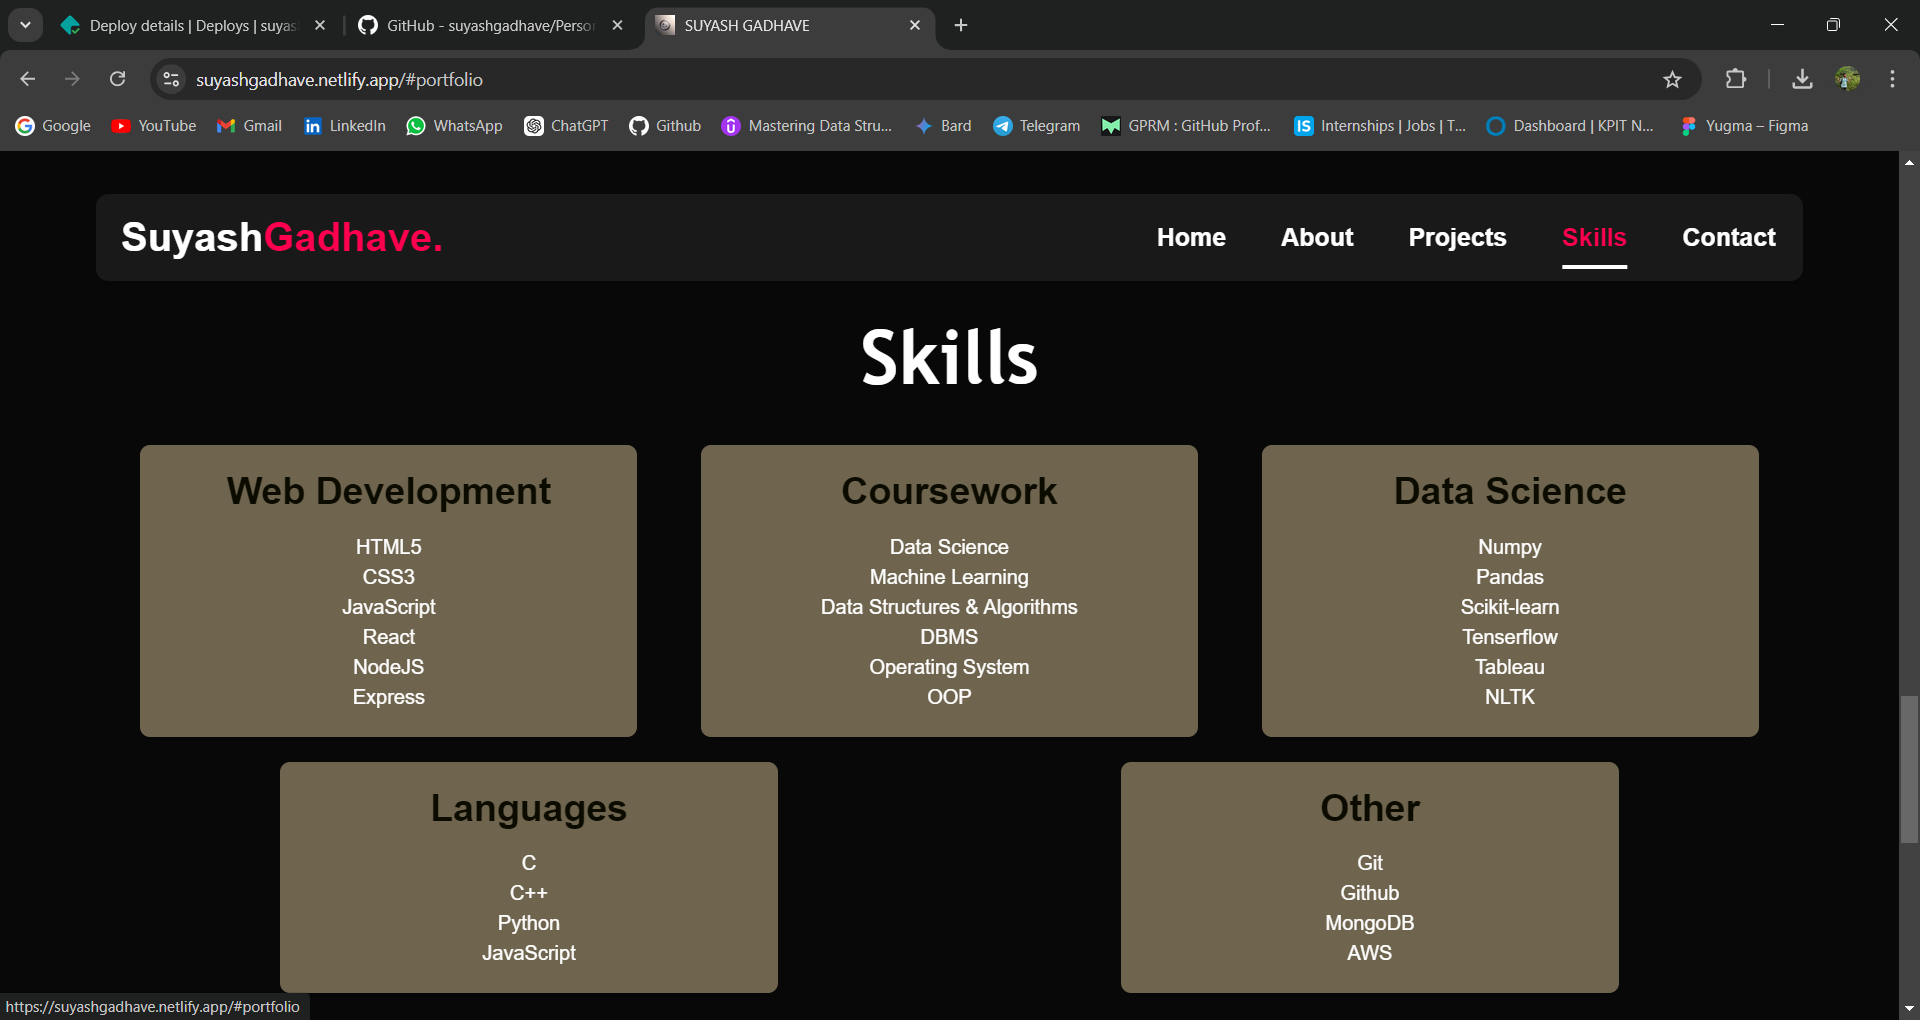 Deploy details | Deploys | suyas
GitHub - suyashgadhave/Perso
SUYASH GADHAVE
suyashgadhave.netlify.app/#portfolio
Google YouTube Gmail LinkedIn WhatsApp ChatGPT Github Mastering Data Stru... Bard Telegram GPRM : GitHub Prof... Internships | Jobs | T... Dashboard | KPIT N... Yugma – Figma
SuyashGadhave.
Home About Projects Skills Contact
Skills
Web Development
HTML5
CSS3
JavaScript
React
NodeJS
Express
Coursework
Data Science
Machine Learning
Data Structures & Algorithms
DBMS
Operating System
OOP
Data Science
Numpy
Pandas
Scikit-learn
Tenserflow
Tableau
NLTK
Languages
C
C++
Python
JavaScript
Other
Git
Github
MongoDB
AWS
https://suyashgadhave.netlify.app/#portfolio